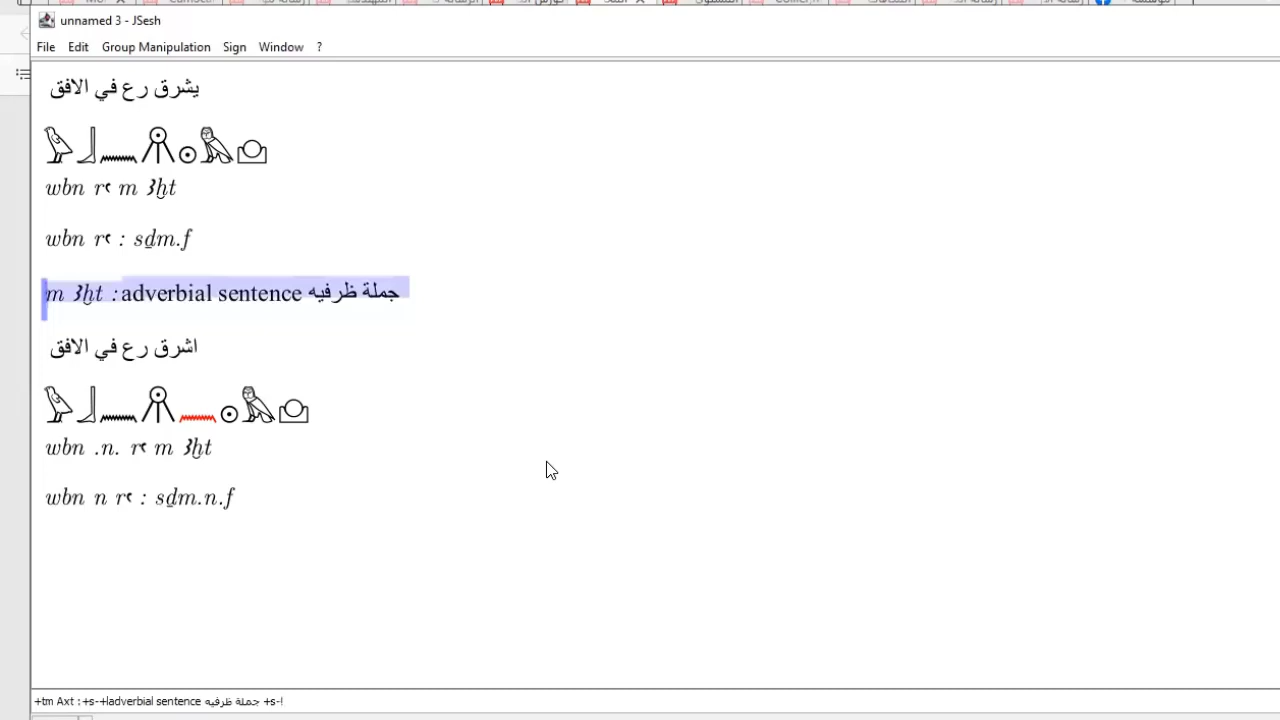 unnamed 3 - JSesh
File Edit Group Manipulation Sign Window ?
يشرق رع في الافق
𓅱𓃀𓈖𓇶𓇳𓅓𓈌
wbn rꜥ m ꜣḫt
wbn rꜥ : sḏm.f
m ꜣḫt : adverbial sentence جملة ظرفيه
اشرق رع في الافق
𓅱𓃀𓈖𓇶𓈖𓇳𓅓𓈌
wbn .n. rꜥ m ꜣḫt
wbn n rꜥ : sḏm.n.f
+tm Axt : +s-+ladverbial sentence جملة ظرفيه +s-!